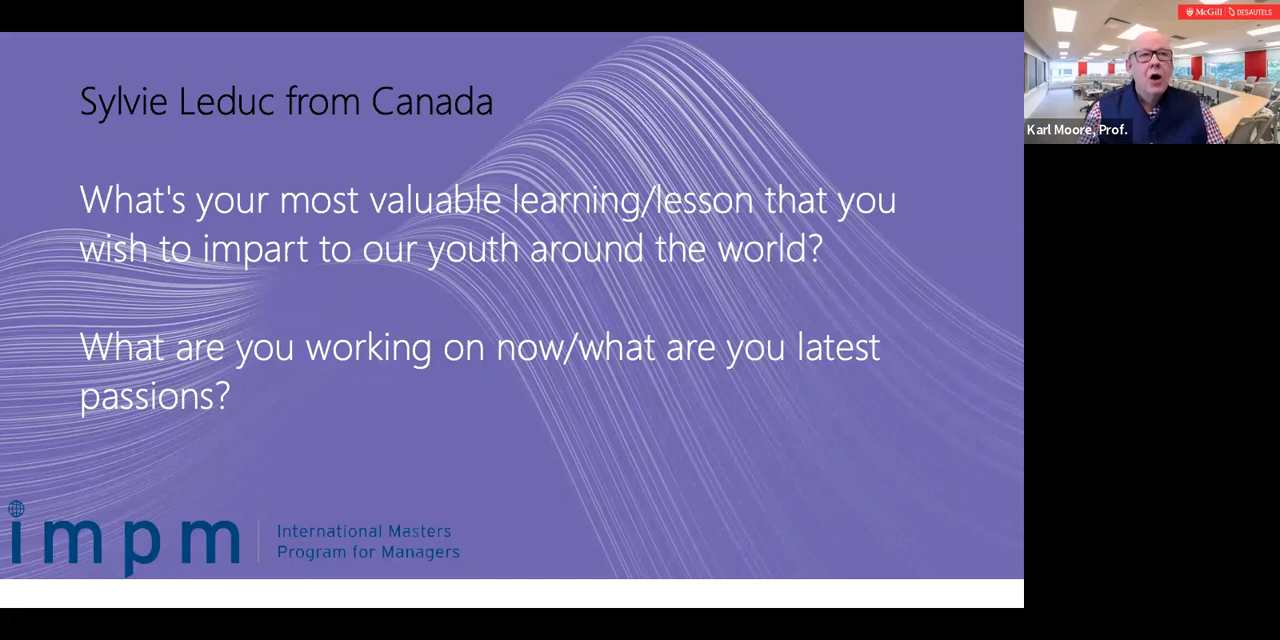 Sylvie Leduc from Canada
What's your most valuable learning/lesson that you
wish to impart to our youth around the world?
What are you working on now/what are you latest
passions?
impm
International Masters
Program for Managers
McGill DESAUTELS
Karl Moore, Prof.